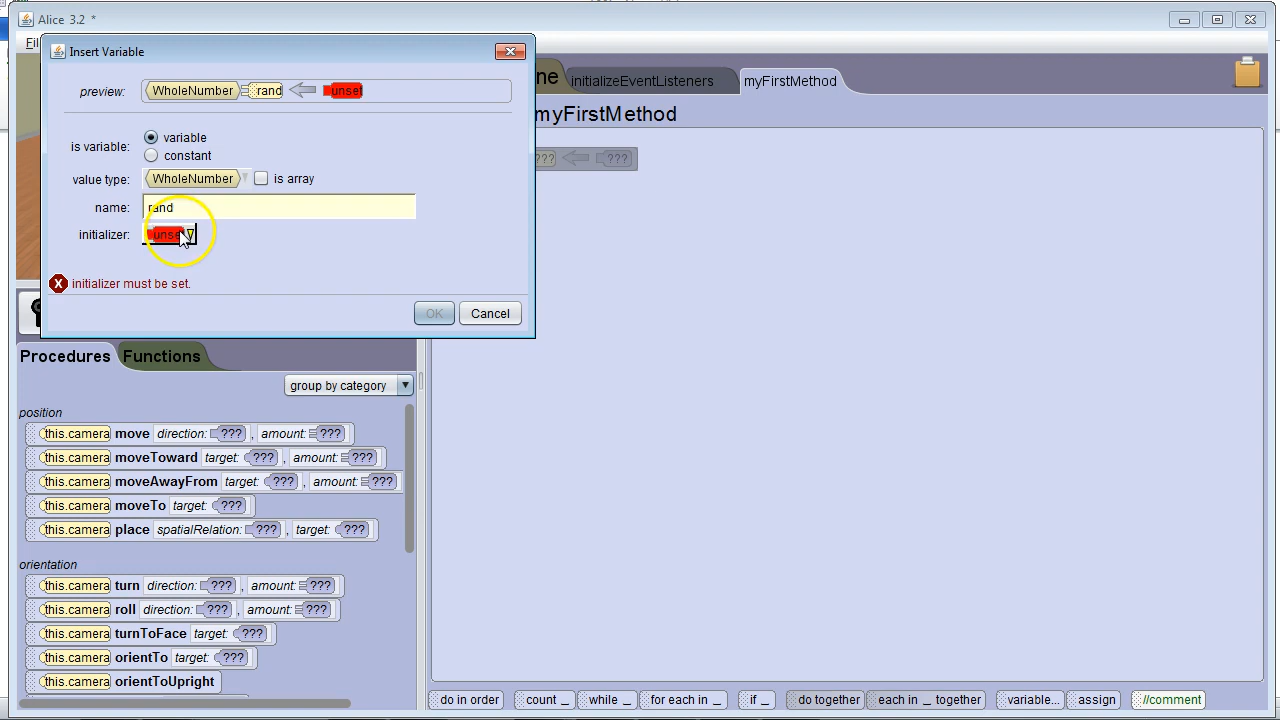 Alice 3.2 *
Fil
Insert Variable
preview: WholeNumber rand unset
is variable: variable
constant
value type: WholeNumber is array
name: rand
initializer: unset
initializer must be set.
OK Cancel
ne initializeEventListeners myFirstMethod
myFirstMethod
??? ???
Procedures Functions
group by category
position
this.camera move direction: ??? , amount: ???
this.camera moveToward target: ??? , amount: ???
this.camera moveAwayFrom target: ??? , amount: ???
this.camera moveTo target: ???
this.camera place spatialRelation: ??? , target: ???
orientation
this.camera turn direction: ??? , amount: ???
this.camera roll direction: ??? , amount: ???
this.camera turnToFace target: ???
this.camera orientTo target: ???
this.camera orientToUpright
do in order count _ while _ for each in _ if _ do together each in _ together variable... assign //comment